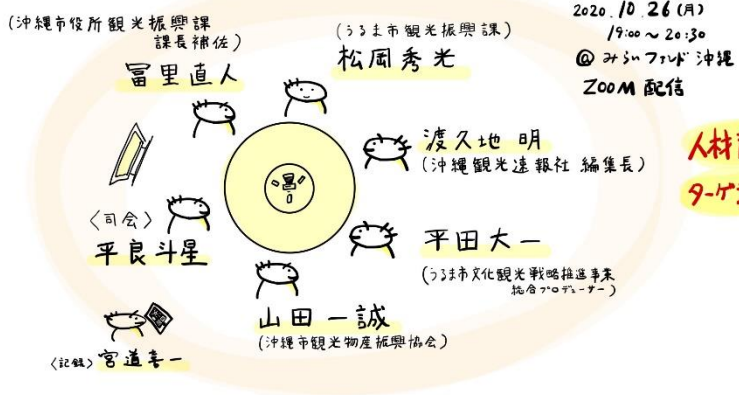 (沖縄市役所観光振興課
課長補佐)
冨里直人
(うるま市観光振興課)
松岡秀光
2020.10.26(月)
19:00~20:30
@みらいファンド沖縄
ZOOM配信
渡久地 明
(沖縄観光速報社 編集長)
人材
ターゲ
〈司会〉
平良斗星
平田大一
(うるま市文化観光戦略推進事業
総合プロデューサー)
山田一誠
(沖縄市観光物産振興協会)
〈記録〉宮道喜一